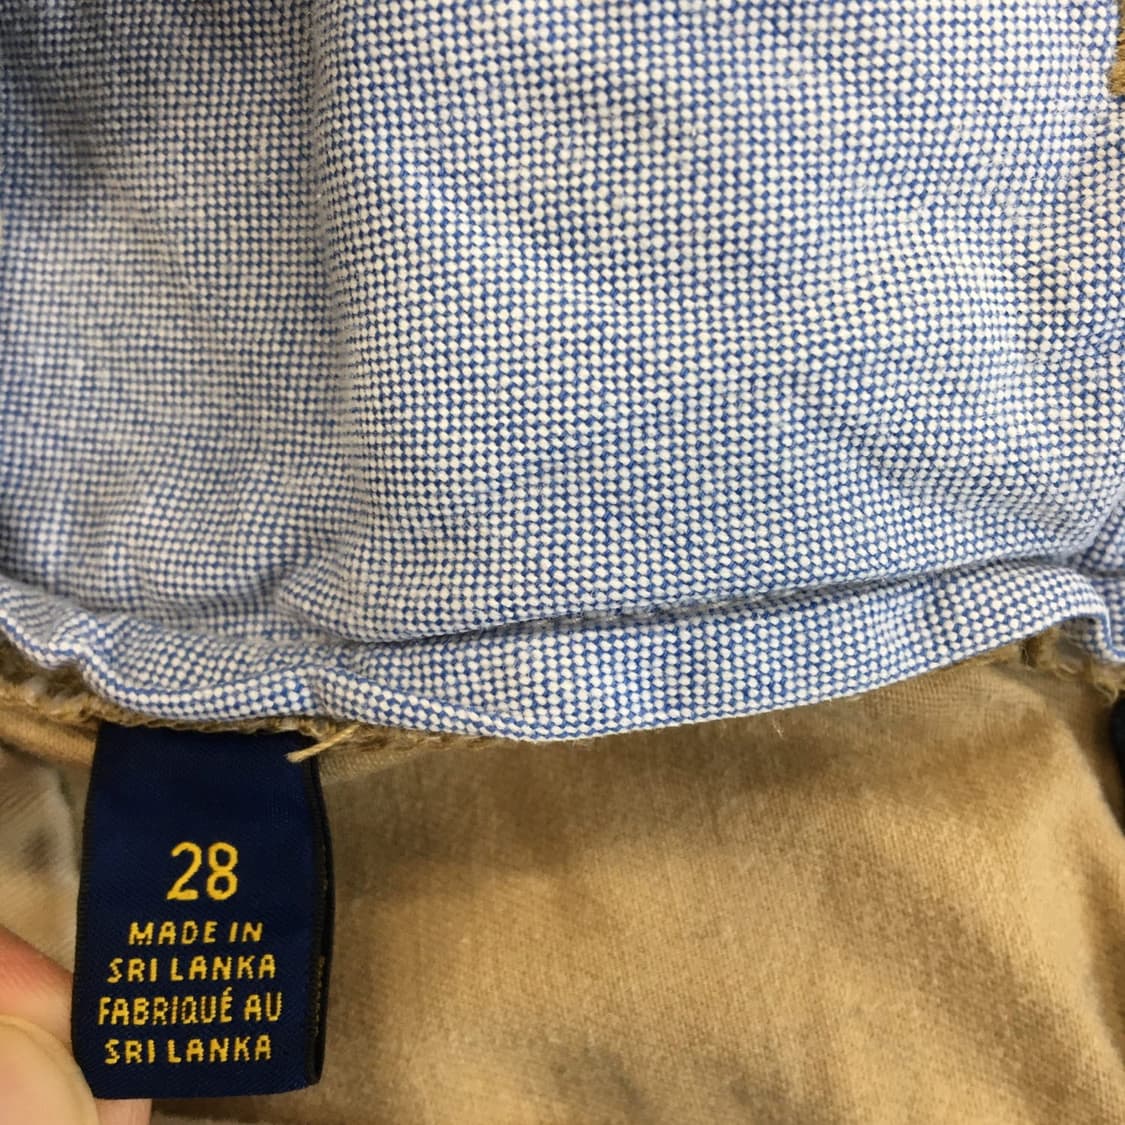 28
MADE IN
SRI LANKA
FABRIQUÉ AU
SRI LANKA